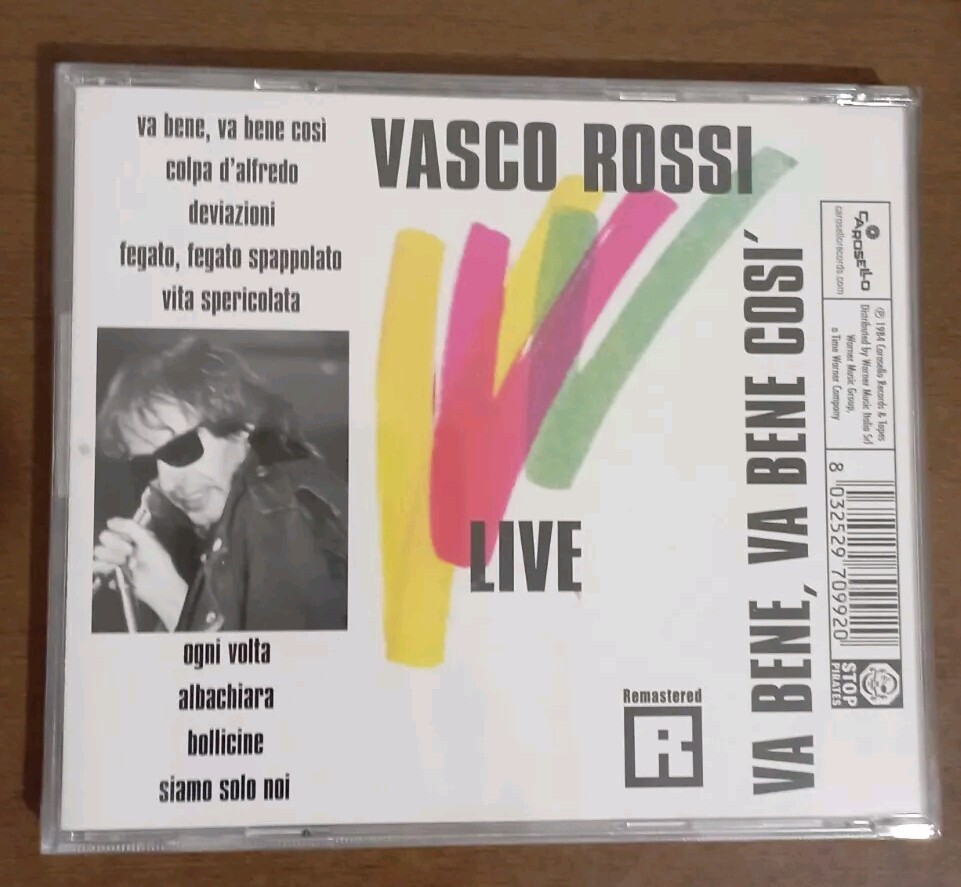 va bene, va bene così
colpa d'alfredo
deviazioni
fegato, fegato spappolato
vita spericolata
ogni volta
albachiara
bollicine
siamo solo noi
VASCO ROSSI
LIVE
Remastered
R
VA BENE, VA BENE COSI´
CAROSELLO
carosellorecords.com
℗ 1984 Carosello Records & Tapes
Distributed by Warner Music Italia Srl
Warner Music Group,
a Time Warner Company
8 032529 709920
STOP
PIRATES